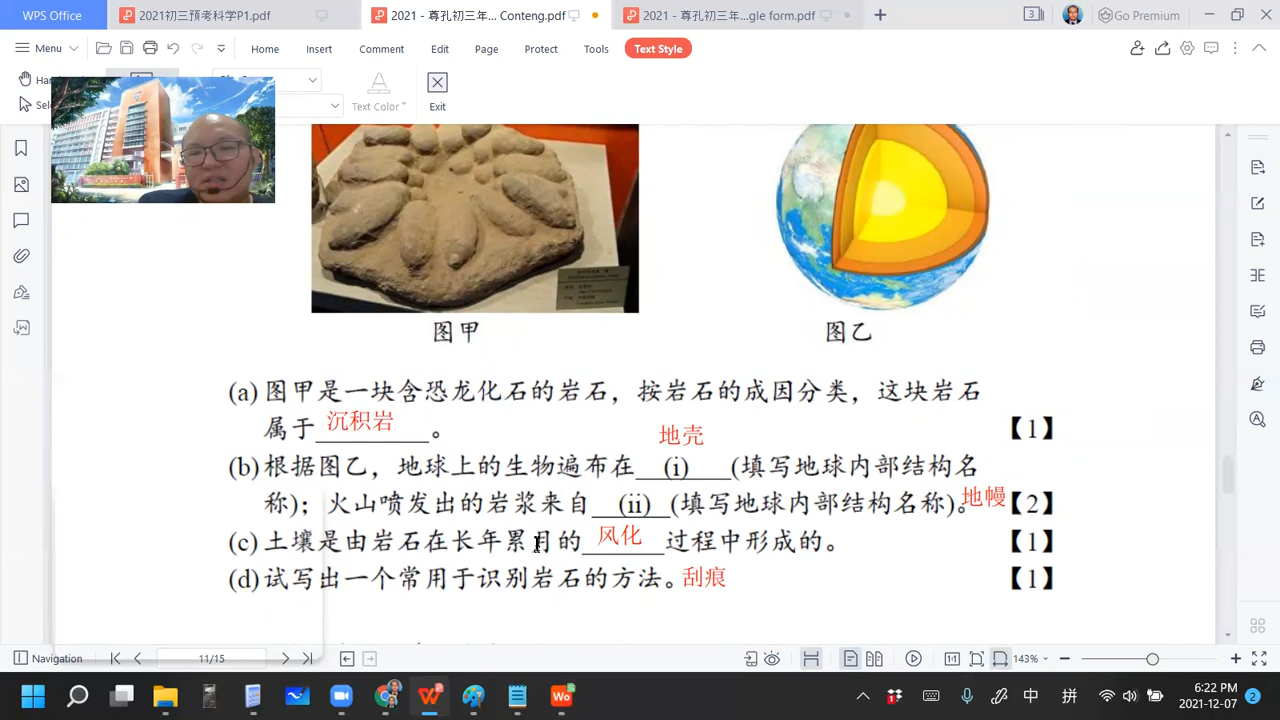 WPS Office
2021初三预考科学P1.pdf
2021 - 尊孔初三年... Conteng.pdf
2021 - 尊孔初三年...gle form.pdf
3
Go Premium
Menu
Home
Insert
Comment
Edit
Page
Protect
Tools
Text Style
Text Color
Exit
图甲
图乙
(a) 图甲是一块含恐龙化石的岩石，按岩石的成因分类，这块岩石
属于 沉积岩 。 【1】
地壳
(b) 根据图乙，地球上的生物遍布在 (i) (填写地球内部结构名
称)；火山喷发出的岩浆来自 (ii) (填写地球内部结构名称)。地幔【2】
(c) 土壤是由岩石在长年累月的 风化 过程中形成的。 【1】
(d) 试写出一个常用于识别岩石的方法。刮痕 【1】
Navigation
11/15
143%
中
拼
6:22 PM
2021-12-07
2